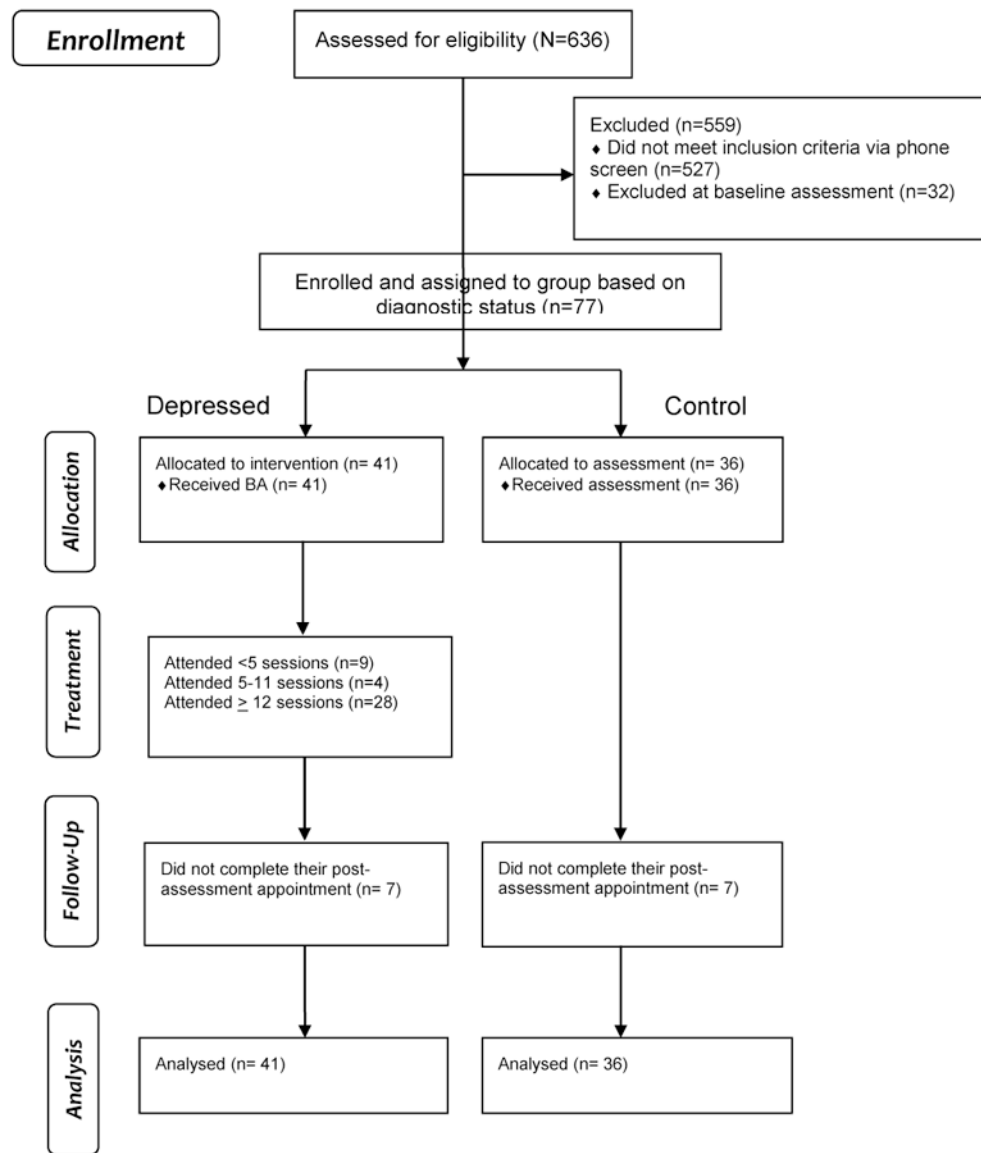 Enrollment
Assessed for eligibility (N=636)
Excluded (n=559)
♦ Did not meet inclusion criteria via phone
screen (n=527)
♦ Excluded at baseline assessment (n=32)
Enrolled and assigned to group based on
diagnostic status (n=77)
Depressed
Control
Allocation
Allocated to intervention (n= 41)
♦Received BA (n= 41)
Allocated to assessment (n= 36)
♦Received assessment (n= 36)
Treatment
Attended <5 sessions (n=9)
Attended 5-11 sessions (n=4)
Attended ≥ 12 sessions (n=28)
Follow-Up
Did not complete their post-
assessment appointment (n= 7)
Did not complete their post-
assessment appointment (n= 7)
Analysis
Analysed (n= 41)
Analysed (n= 36)